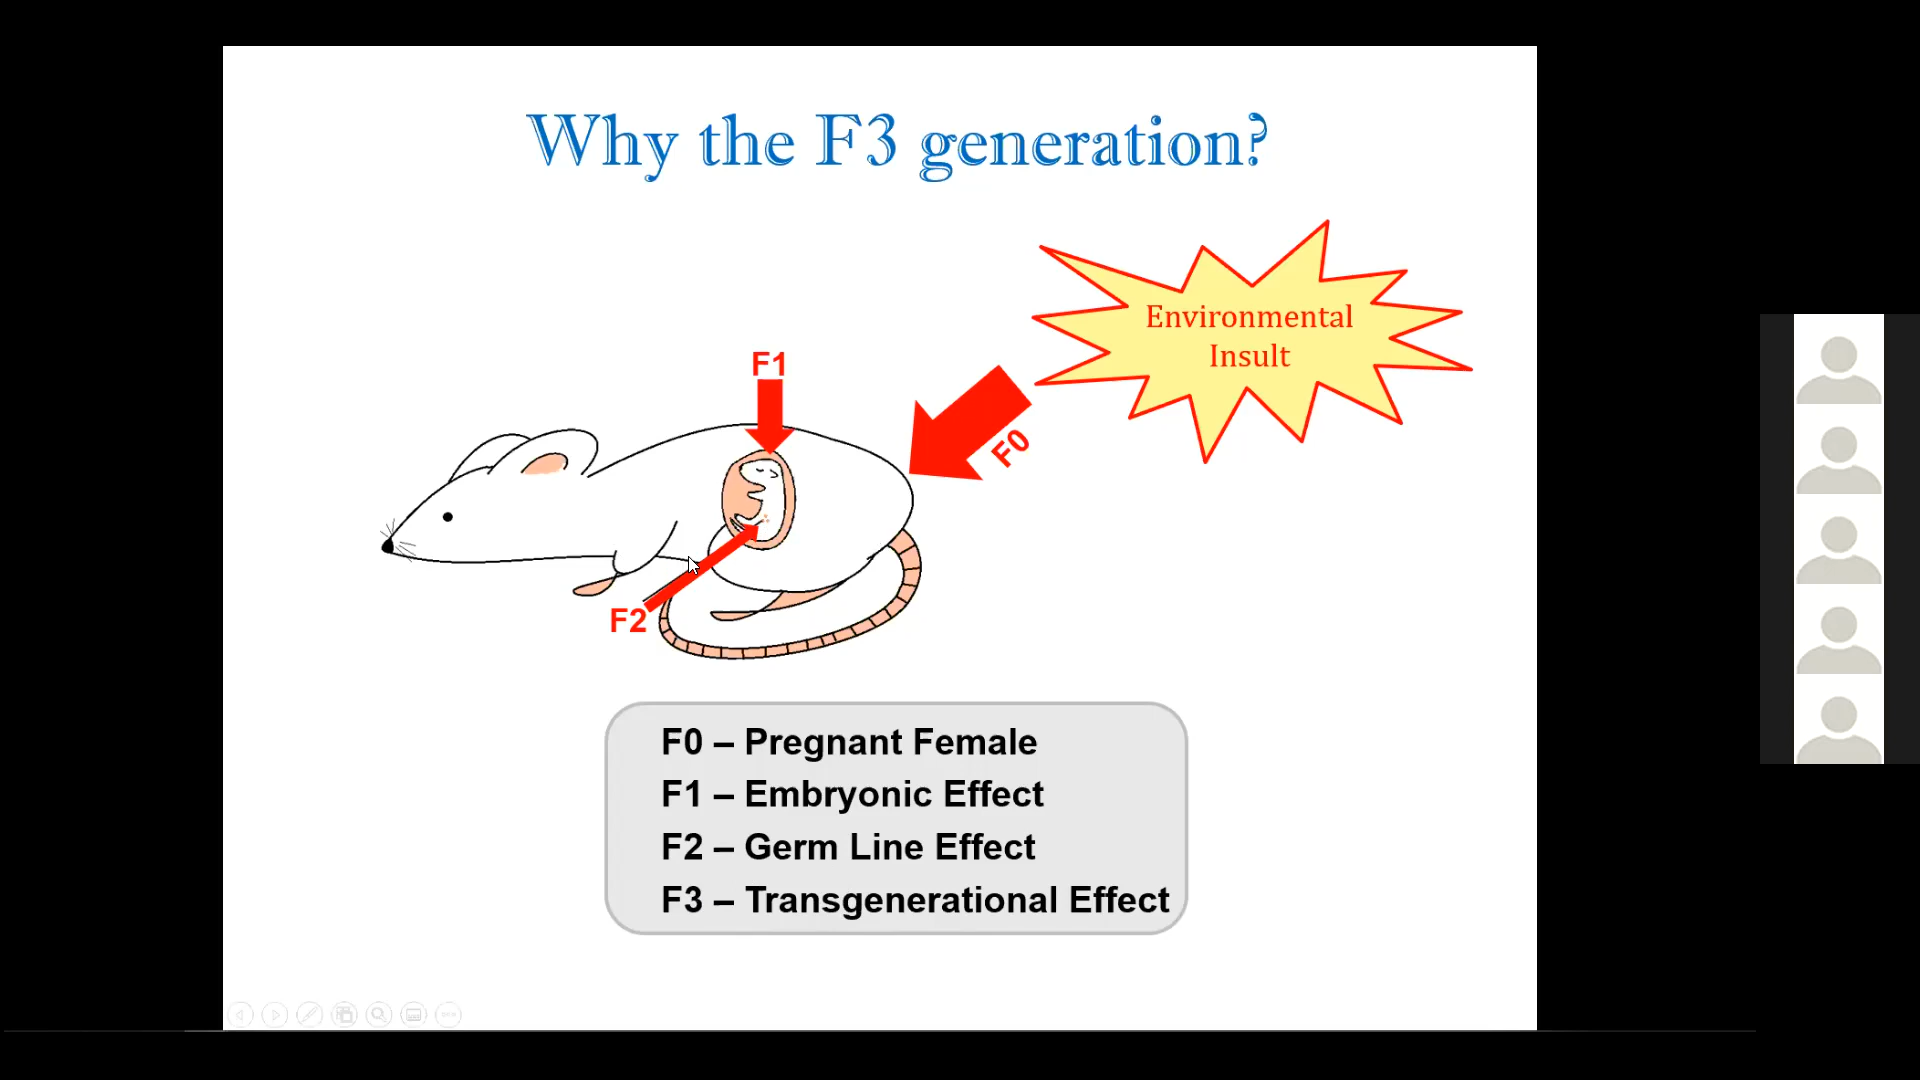 Why the F3 generation?
Environmental
Insult
F1
F0
F2
F0 – Pregnant Female
F1 – Embryonic Effect
F2 – Germ Line Effect
F3 – Transgenerational Effect